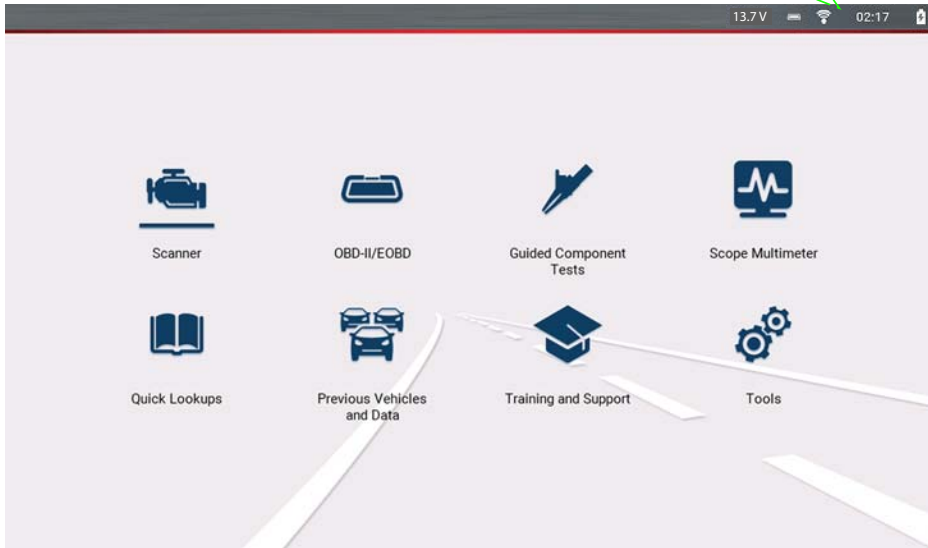 13.7 V 02:17
Scanner
OBD-II/EOBD
Guided Component
Tests
Scope Multimeter
Quick Lookups
Previous Vehicles
and Data
Training and Support
Tools